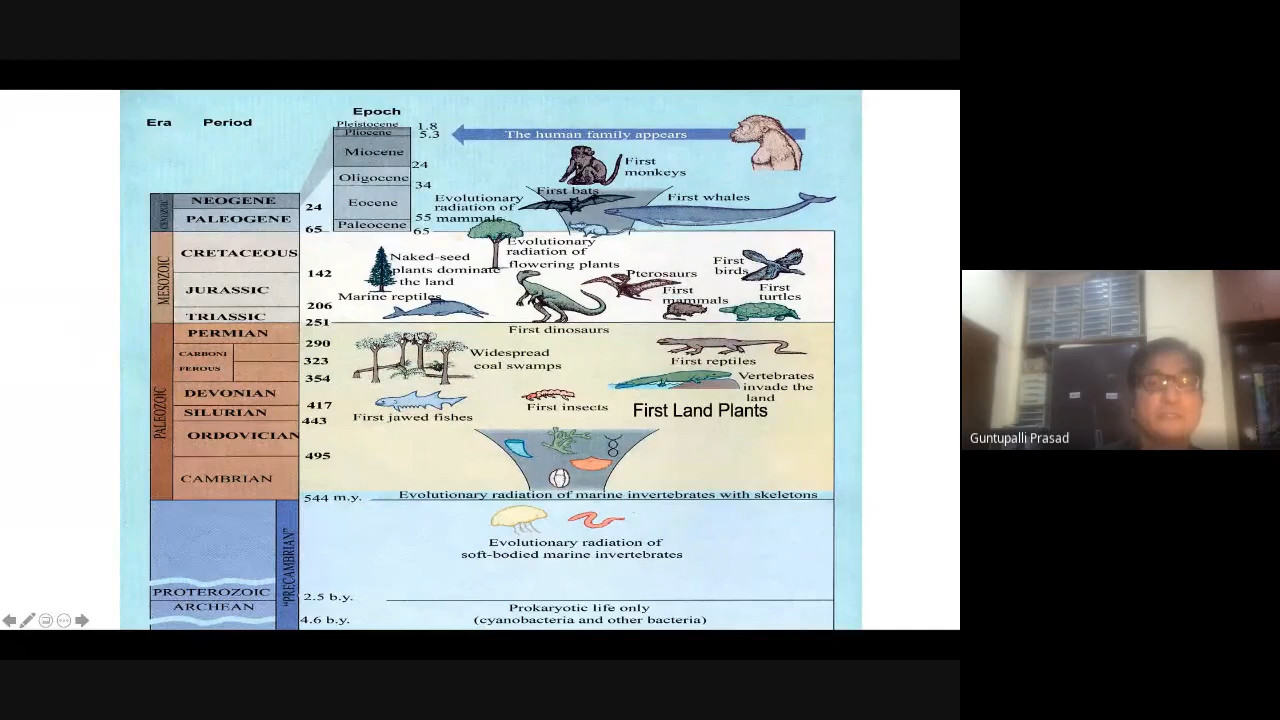 Epoch
Era Period
Pleistocene 1.8
Pliocene 5.3
The human family appears
Miocene
24
First
monkeys
Oligocene
34
First bats
Evolutionary
radiation of
mammals
First whales
NEOGENE
24
Eocene
PALEOGENE
55
Paleocene
65
65
CRETACEOUS
Evolutionary
radiation of
flowering plants
Naked-seed
plants dominate
the land
First
birds
142
Pterosaurs
MESOZOIC
JURASSIC
Marine reptiles
First
mammals
First
turtles
206
TRIASSIC
251
PERMIAN
First dinosaurs
290
CARBONI
FEROUS
323
Widespread
coal swamps
First reptiles
354
Vertebrates
invade the
land
DEVONIAN
PALEOZOIC
417
First jawed fishes
First insects
First Land Plants
SILURIAN
443
ORDOVICIAN
495
CAMBRIAN
544 m.y.
Evolutionary radiation of marine invertebrates with skeletons
"PRECAMBRIAN"
Evolutionary radiation of
soft-bodied marine invertebrates
PROTEROZOIC
2.5 b.y.
ARCHEAN
Prokaryotic life only
(cyanobacteria and other bacteria)
4.6 b.y.
Guntupalli Prasad